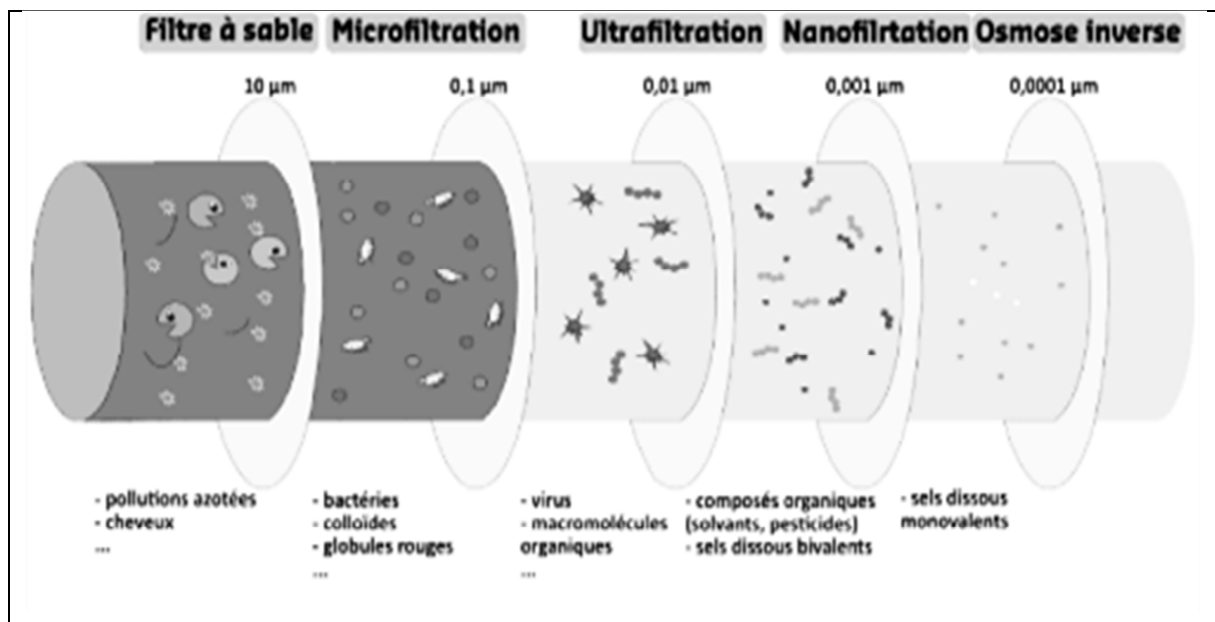 Filtre à sable
Microfiltration
Ultrafiltration
Nanofilrtation
Osmose inverse
10 µm
0,1 µm
0,01 µm
0,001 µm
0,0001 µm
- pollutions azotées
- cheveux
...
- bactéries
- colloïdes
- globules rouges
...
- virus
- macromolécules
organiques
...
- composés organiques
(solvants, pesticides)
- sels dissous bivalents
- sels dissous
monovalents